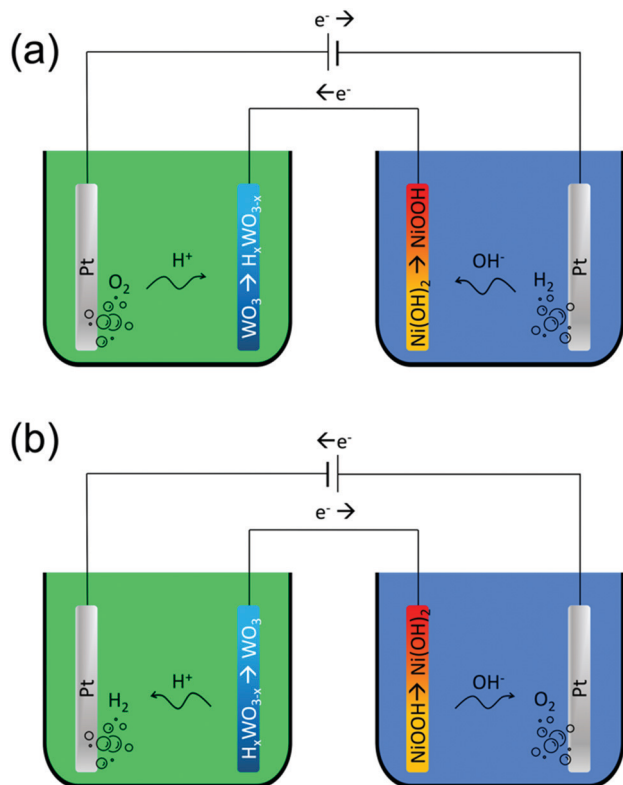 (a)
e⁻ →
← e⁻
Pt
O₂
H⁺
WO₃ → HₓWO₃₋ₓ
Ni(OH)₂ → NiOOH
OH⁻
H₂
Pt
(b)
← e⁻
e⁻ →
Pt
H₂
H⁺
HₓWO₃₋ₓ → WO₃
NiOOH → Ni(OH)₂
OH⁻
O₂
Pt